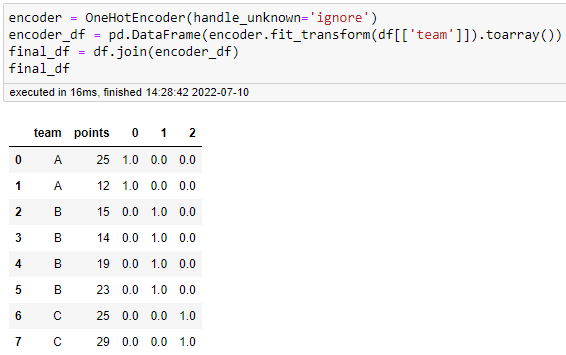 encoder = OneHotEncoder(handle_unknown='ignore')
encoder_df = pd.DataFrame(encoder.fit_transform(df[['team']]).toarray())
final_df = df.join(encoder_df)
final_df
executed in 16ms, finished 14:28:42 2022-07-10
team points 0 1 2
0 A 25 1.0 0.0 0.0
1 A 12 1.0 0.0 0.0
2 B 15 0.0 1.0 0.0
3 B 14 0.0 1.0 0.0
4 B 19 0.0 1.0 0.0
5 B 23 0.0 1.0 0.0
6 C 25 0.0 0.0 1.0
7 C 29 0.0 0.0 1.0